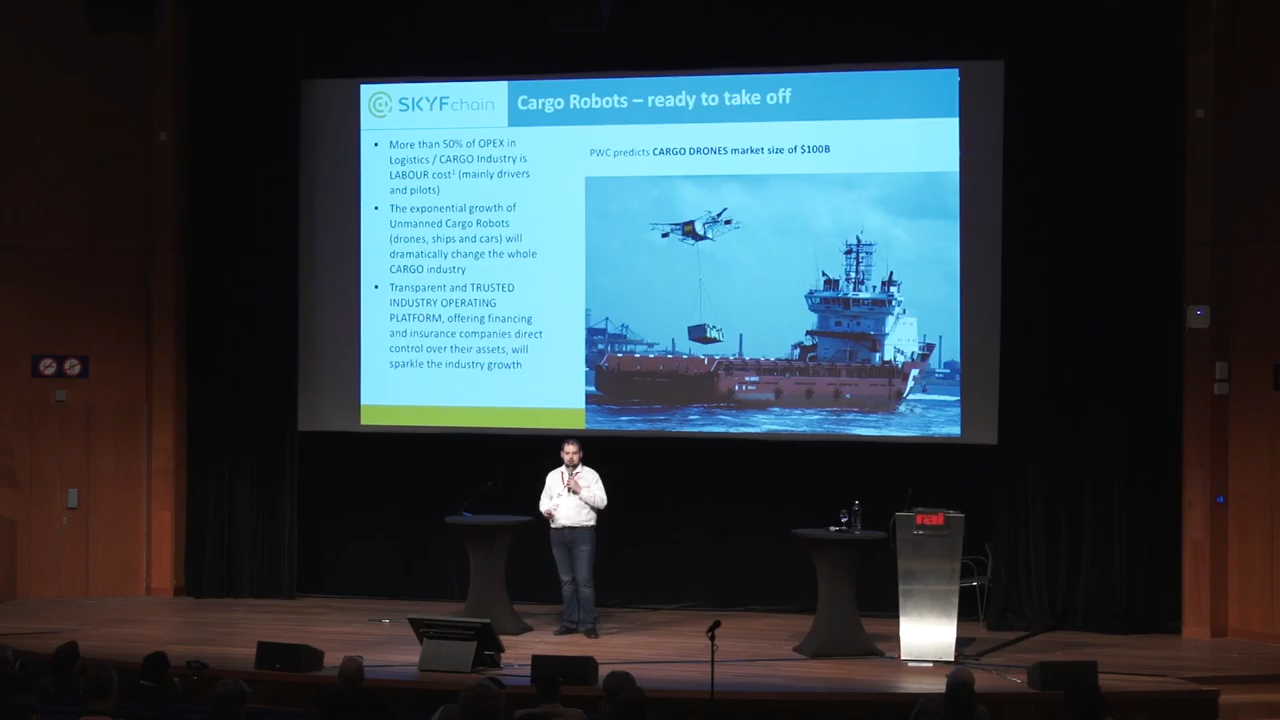 SKYFchain
Cargo Robots – ready to take off
More than 50% of OPEX in
Logistics / CARGO Industry is
LABOUR cost¹ (mainly drivers
and pilots)
The exponential growth of
Unmanned Cargo Robots
(drones, ships and cars) will
dramatically change the whole
CARGO industry
Transparent and TRUSTED
INDUSTRY OPERATING
PLATFORM, offering financing
and insurance companies direct
control over their assets, will
sparkle the industry growth
PWC predicts CARGO DRONES market size of $100B
rai